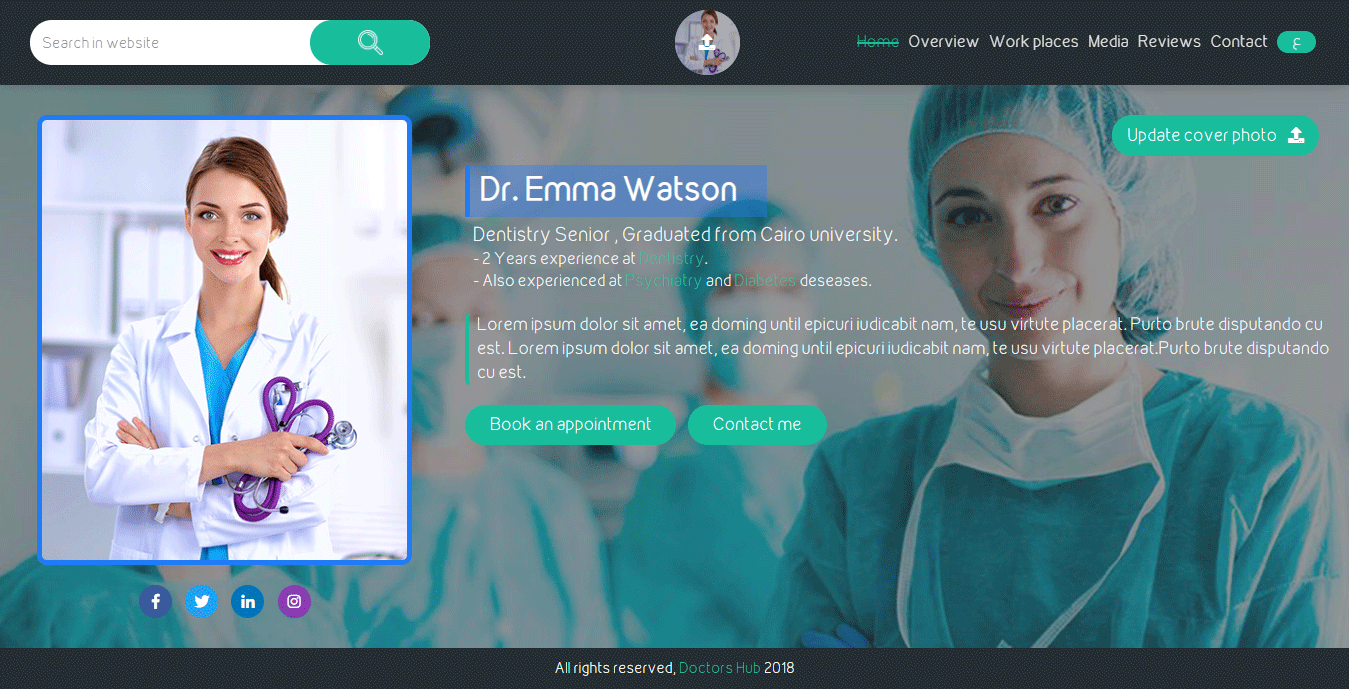 Search in website
Home Overview Work places Media Reviews Contact ع
Update cover photo
Dr. Emma Watson
Dentistry Senior , Graduated from Cairo university.
- 2 Years experience at Dentistry.
- Also experienced at Psychiatry and Diabetes deseases.
Lorem ipsum dolor sit amet, ea doming until epicuri iudicabit nam, te usu virtute placerat. Purto brute disputando cu
est. Lorem ipsum dolor sit amet, ea doming until epicuri iudicabit nam, te usu virtute placerat.Purto brute disputando
cu est.
Book an appointment
Contact me
All rights reserved, Doctors Hub 2018